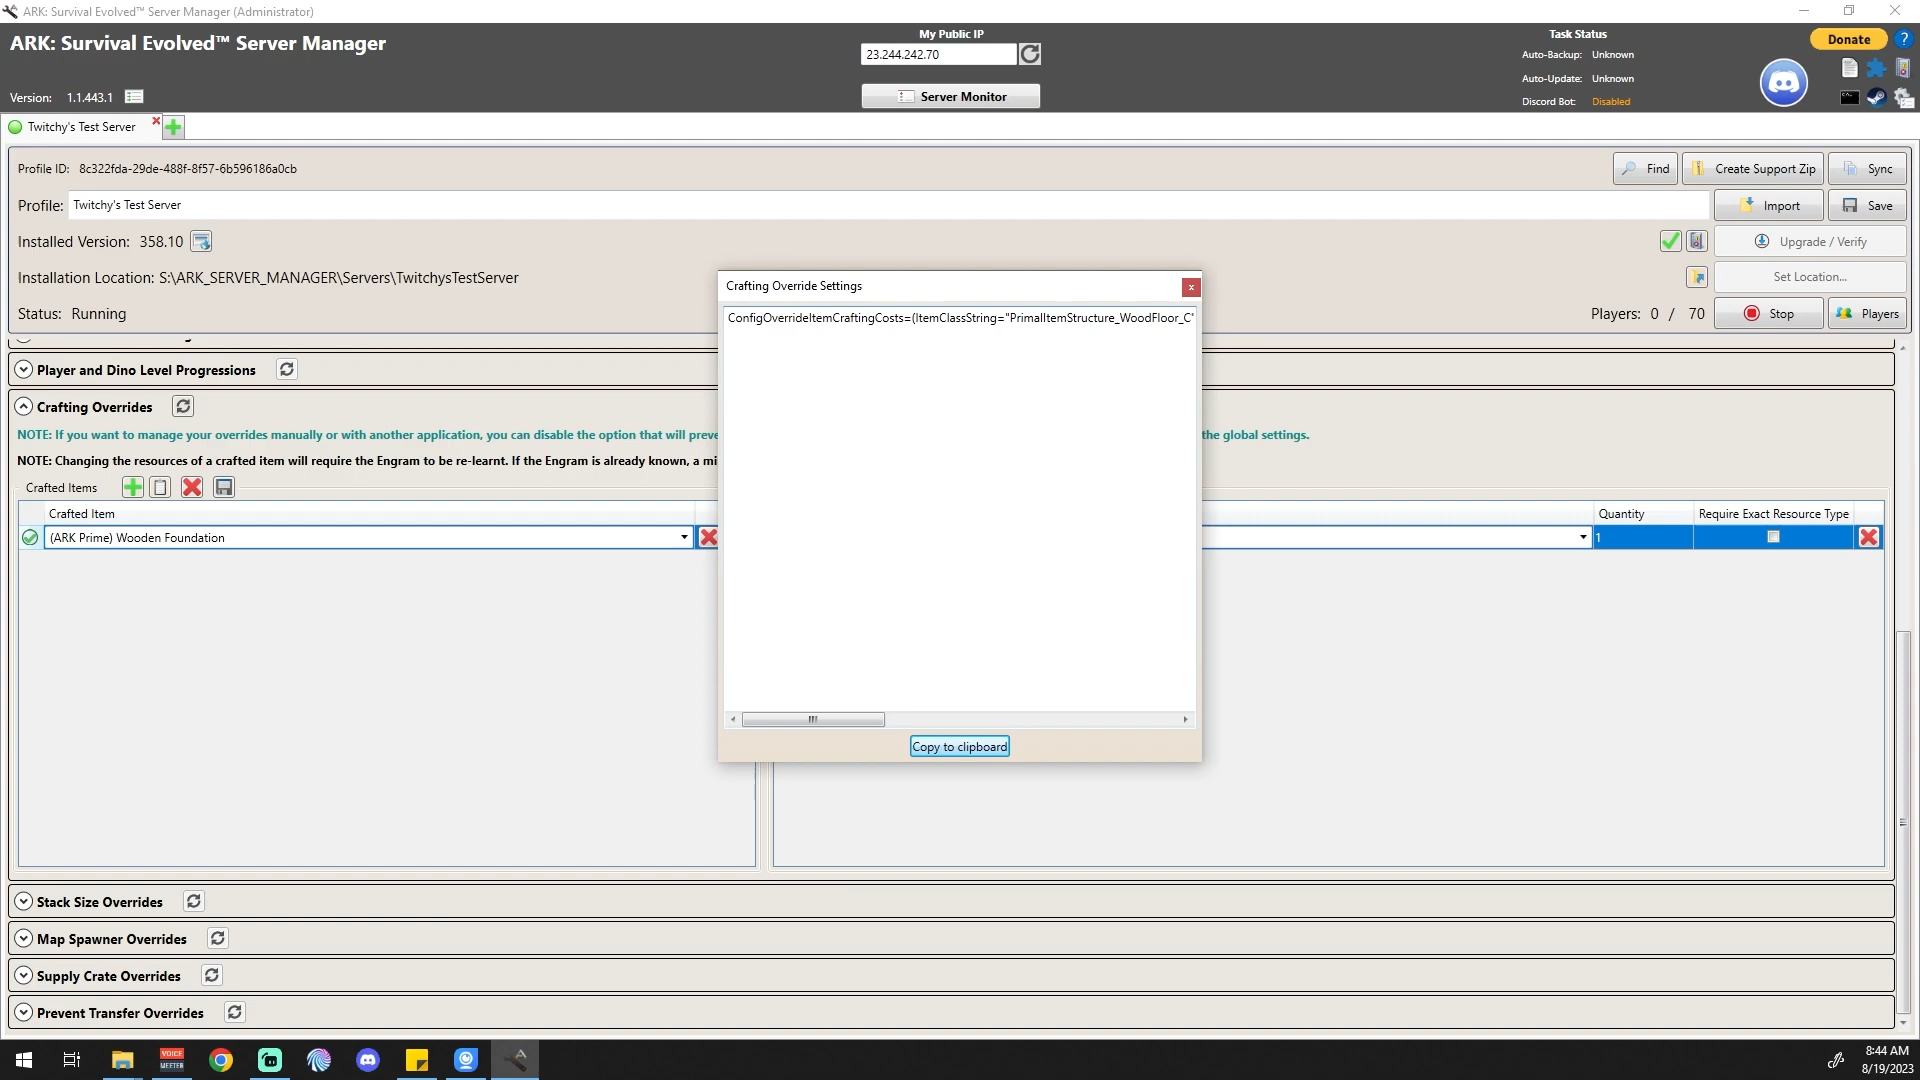 ARK: Survival Evolved™ Server Manager (Administrator)
ARK: Survival Evolved™ Server Manager
My Public IP
23.244.242.70
Task Status
Auto-Backup: Unknown
Auto-Update: Unknown
Discord Bot: Disabled
Donate
?
Version: 1.1.443.1
Server Monitor
Twitchy's Test Server
Profile ID: 8c322fda-29de-488f-8f57-6b596186a0cb
Find
Create Support Zip
Sync
Profile: Twitchy's Test Server
Import
Save
Installed Version: 358.10
Upgrade / Verify
Installation Location: S:\ARK_SERVER_MANAGER\Servers\TwitchysTestServer
Set Location...
Status: Running
Players: 0 / 70
Stop
Players
Crafting Override Settings
ConfigOverrideItemCraftingCosts=(ItemClassString="PrimalItemStructure_WoodFloor_C"
Copy to clipboard
Player and Dino Level Progressions
Crafting Overrides
NOTE: If you want to manage your overrides manually or with another application, you can disable the option that will preve
the global settings.
NOTE: Changing the resources of a crafted item will require the Engram to be re-learnt. If the Engram is already known, a mi
Crafted Items
Crafted Item
Quantity
Require Exact Resource Type
(ARK Prime) Wooden Foundation
1
Stack Size Overrides
Map Spawner Overrides
Supply Crate Overrides
Prevent Transfer Overrides
VOICE
MEETER
8:44 AM
8/19/2023